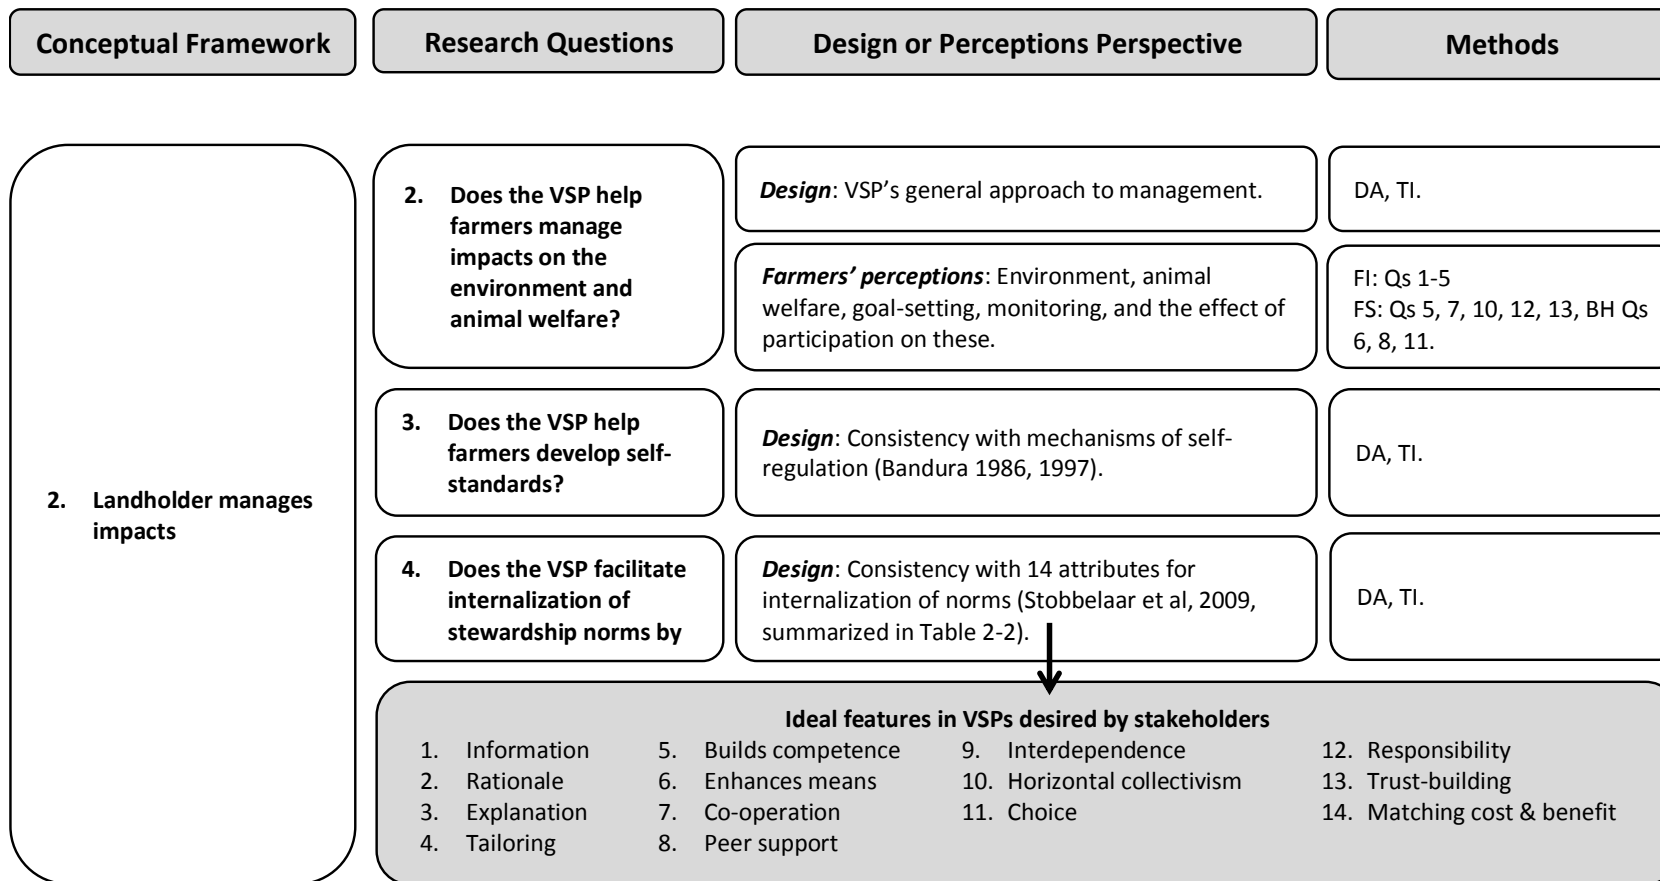 Conceptual Framework
Research Questions
Design or Perceptions Perspective
Methods
2. Landholder manages
impacts
2. Does the VSP help
farmers manage
impacts on the
environment and
animal welfare?
Design: VSP's general approach to management.
DA, TI.
Farmers' perceptions: Environment, animal
welfare, goal-setting, monitoring, and the effect of
participation on these.
FI: Qs 1-5
FS: Qs 5, 7, 10, 12, 13, BH Qs
6, 8, 11.
3. Does the VSP help
farmers develop self-
standards?
Design: Consistency with mechanisms of self-
regulation (Bandura 1986, 1997).
DA, TI.
4. Does the VSP facilitate
internalization of
stewardship norms by
Design: Consistency with 14 attributes for
internalization of norms (Stobbelaar et al, 2009,
summarized in Table 2-2).
DA, TI.
Ideal features in VSPs desired by stakeholders
1. Information
2. Rationale
3. Explanation
4. Tailoring
5. Builds competence
6. Enhances means
7. Co-operation
8. Peer support
9. Interdependence
10. Horizontal collectivism
11. Choice
12. Responsibility
13. Trust-building
14. Matching cost & benefit